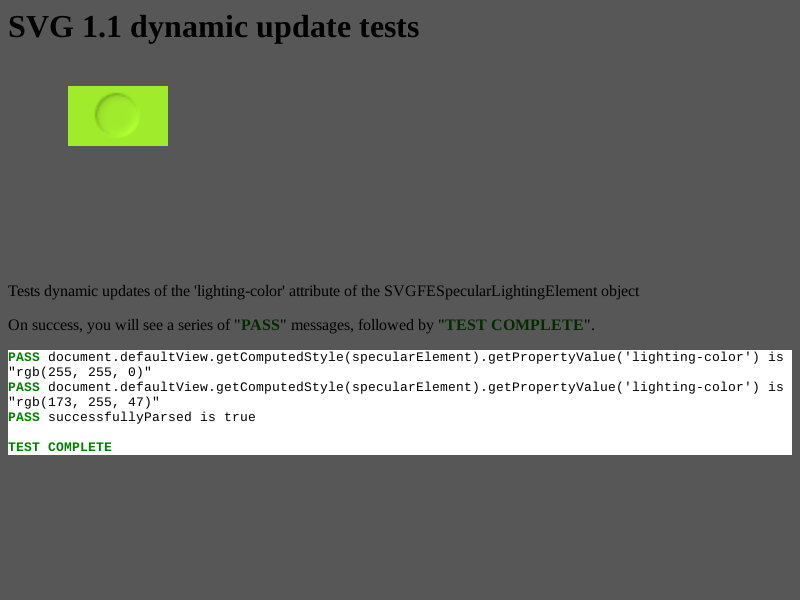 SVG 1.1 dynamic update tests
Tests dynamic updates of the 'lighting-color' attribute of the SVGFESpecularLightingElement object
On success, you will see a series of "PASS" messages, followed by "TEST COMPLETE".
PASS document.defaultView.getComputedStyle(specularElement).getPropertyValue('lighting-color') is
"rgb(255, 255, 0)"
PASS document.defaultView.getComputedStyle(specularElement).getPropertyValue('lighting-color') is
"rgb(173, 255, 47)"
PASS successfullyParsed is true
TEST COMPLETE